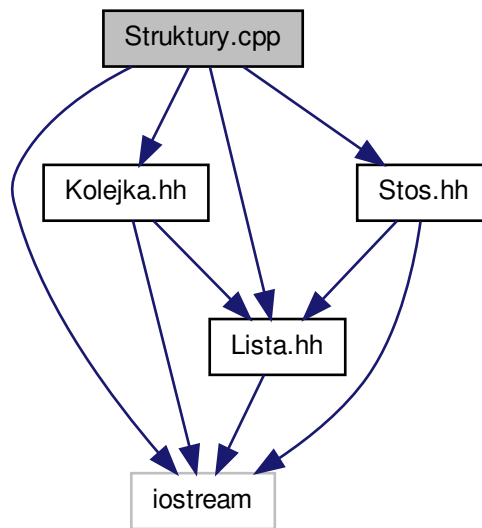 Struktury.cpp
Kolejka.hh
Stos.hh
Lista.hh
iostream